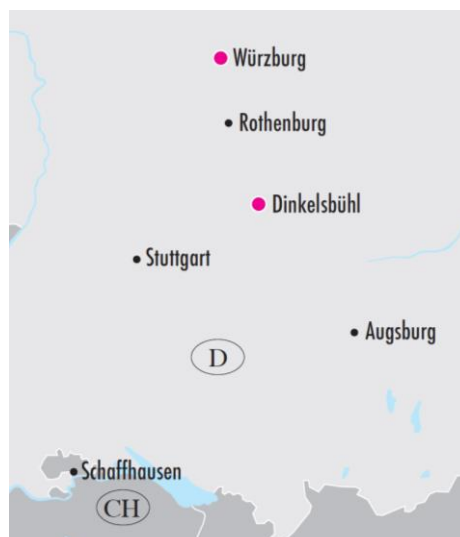 Würzburg
Rothenburg
Dinkelsbühl
Stuttgart
Augsburg
D
Schaffhausen
CH